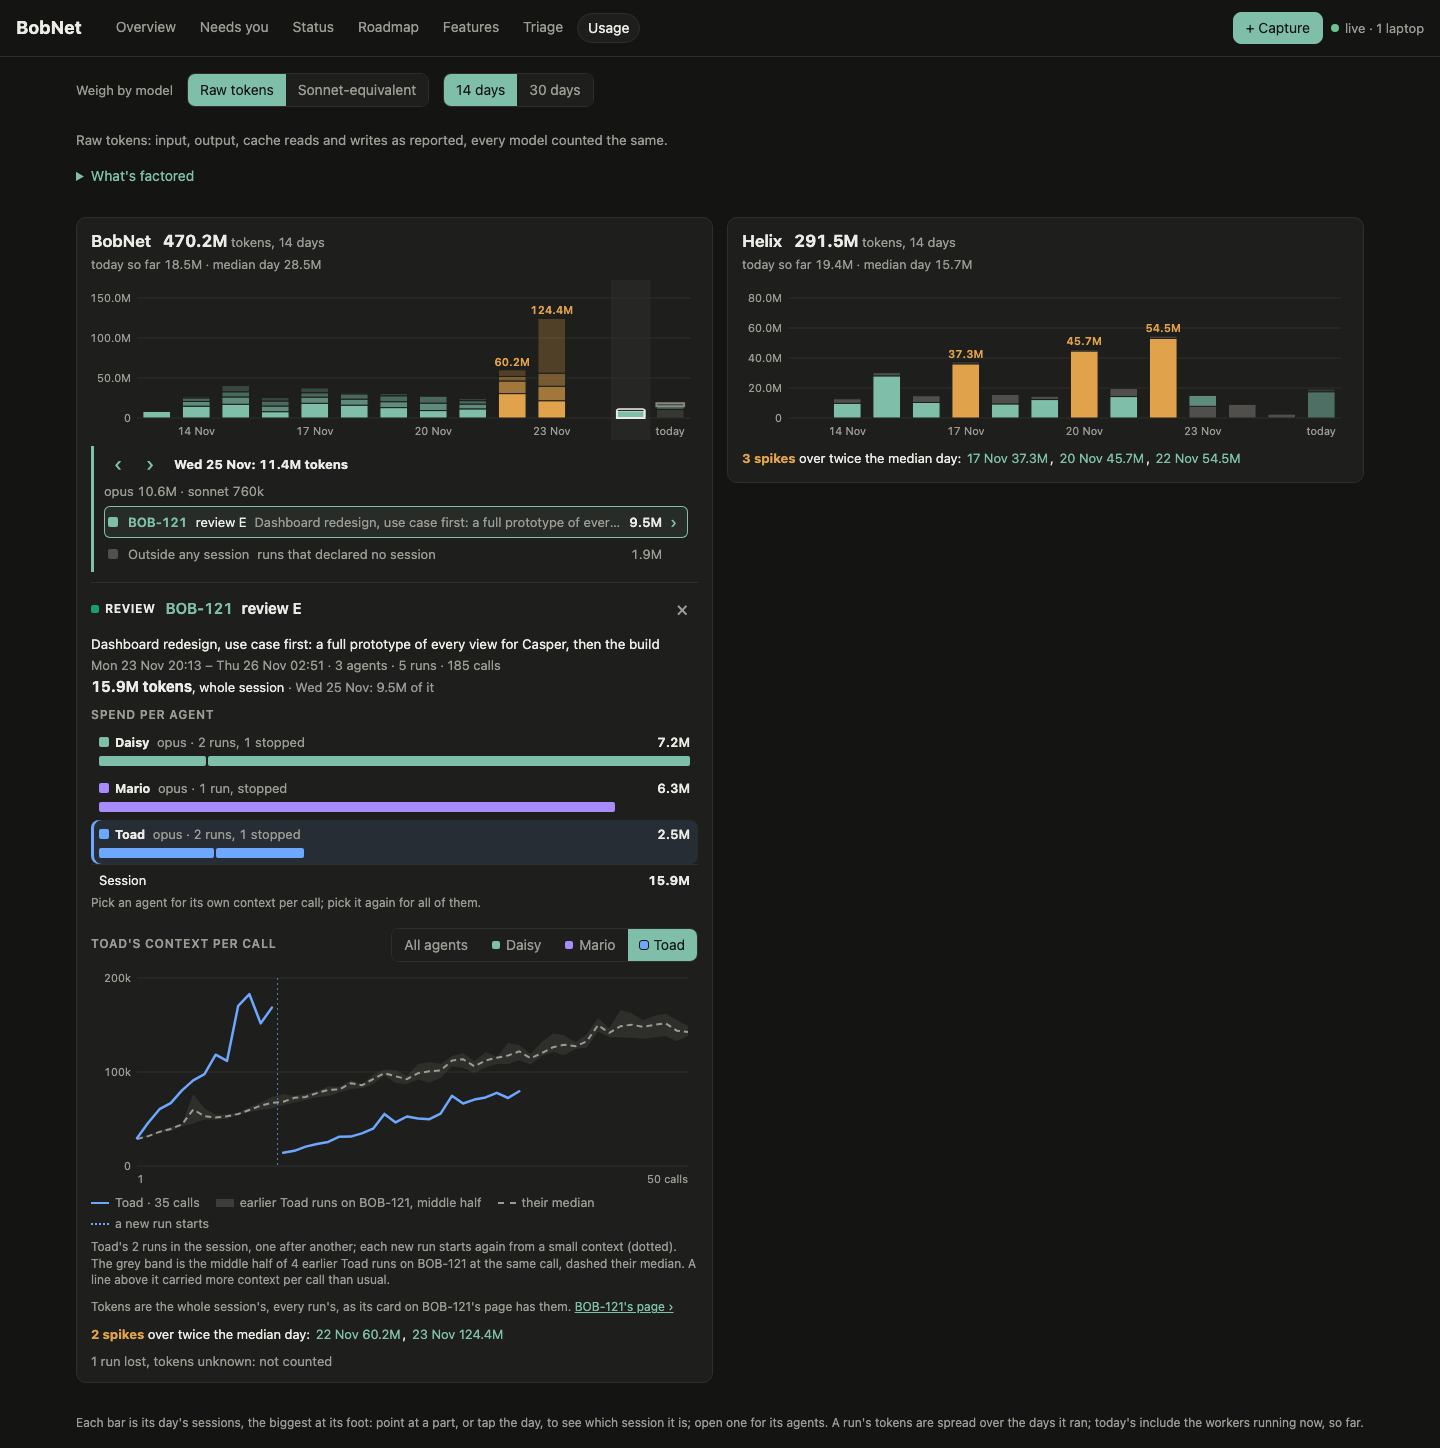 BobNet
Overview
Needs you
Status
Roadmap
Features
Triage
Usage
+ Capture
live · 1 laptop
Weigh by model
Raw tokens
Sonnet-equivalent
14 days
30 days
Raw tokens: input, output, cache reads and writes as reported, every model counted the same.
▶ What's factored
BobNet 470.2M tokens, 14 days
today so far 18.5M · median day 28.5M
150.0M
100.0M
50.0M
0
60.2M
124.4M
14 Nov
17 Nov
20 Nov
23 Nov
today
‹ › Wed 25 Nov: 11.4M tokens
opus 10.6M · sonnet 760k
BOB-121 review E Dashboard redesign, use case first: a full prototype of ever... 9.5M ›
Outside any session runs that declared no session 1.9M
REVIEW BOB-121 review E ×
Dashboard redesign, use case first: a full prototype of every view for Casper, then the build
Mon 23 Nov 20:13 – Thu 26 Nov 02:51 · 3 agents · 5 runs · 185 calls
15.9M tokens, whole session · Wed 25 Nov: 9.5M of it
SPEND PER AGENT
Daisy opus · 2 runs, 1 stopped 7.2M
Mario opus · 1 run, stopped 6.3M
Toad opus · 2 runs, 1 stopped 2.5M
Session 15.9M
Pick an agent for its own context per call; pick it again for all of them.
TOAD'S CONTEXT PER CALL
All agents
Daisy
Mario
Toad
200k
100k
0
1
50 calls
Toad · 35 calls
earlier Toad runs on BOB-121, middle half
their median
a new run starts
Toad's 2 runs in the session, one after another; each new run starts again from a small context (dotted).
The grey band is the middle half of 4 earlier Toad runs on BOB-121 at the same call, dashed their median. A
line above it carried more context per call than usual.
Tokens are the whole session's, every run's, as its card on BOB-121's page has them. BOB-121's page ›
2 spikes over twice the median day: 22 Nov 60.2M, 23 Nov 124.4M
1 run lost, tokens unknown: not counted
Helix 291.5M tokens, 14 days
today so far 19.4M · median day 15.7M
80.0M
60.0M
40.0M
20.0M
0
37.3M
45.7M
54.5M
14 Nov
17 Nov
20 Nov
23 Nov
today
3 spikes over twice the median day: 17 Nov 37.3M, 20 Nov 45.7M, 22 Nov 54.5M
Each bar is its day's sessions, the biggest at its foot: point at a part, or tap the day, to see which session it is; open one for its agents. A run's tokens are spread over the days it ran; today's include the workers running now, so far.